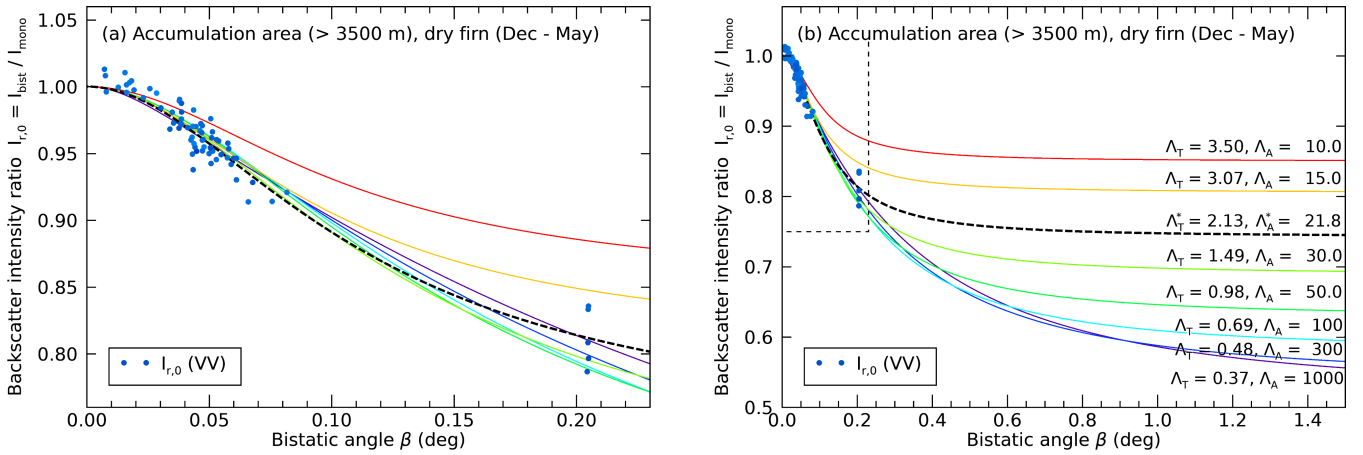 (a) Accumulation area (> 3500 m), dry firn (Dec - May)
Backscatter intensity ratio I_r,0 = I_bist / I_mono
1.05
1.00
0.95
0.90
0.85
0.80
I_r,0 (VV)
0.00 0.05 0.10 0.15 0.20
Bistatic angle β (deg)
(b) Accumulation area (> 3500 m), dry firn (Dec - May)
Backscatter intensity ratio I_r,0 = I_bist / I_mono
1.0
0.9
0.8
0.7
0.6
0.5
Λ_T = 3.50, Λ_A = 10.0
Λ_T = 3.07, Λ_A = 15.0
Λ*_T = 2.13, Λ*_A = 21.8
Λ_T = 1.49, Λ_A = 30.0
Λ_T = 0.98, Λ_A = 50.0
Λ_T = 0.69, Λ_A = 100
Λ_T = 0.48, Λ_A = 300
Λ_T = 0.37, Λ_A = 1000
I_r,0 (VV)
0.0 0.2 0.4 0.6 0.8 1.0 1.2 1.4
Bistatic angle β (deg)